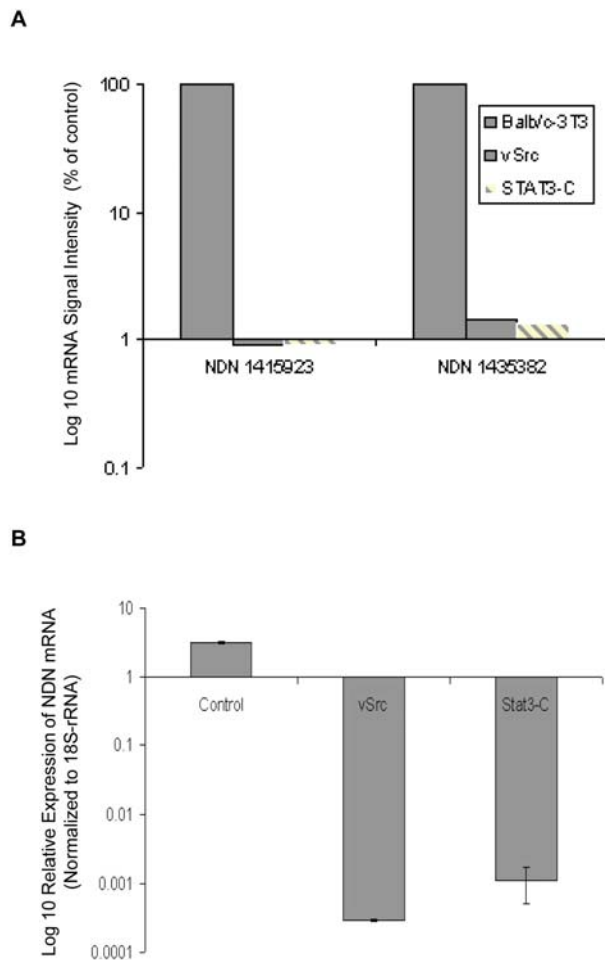 A
Log 10 mRNA Signal Intensity (% of control)
100
10
1
0.1
Balb/c-3T3
vSrc
STAT3-C
NDN 1415923
NDN 1435382
B
Log 10 Relative Expression of NDN mRNA
(Normalized to 18S-rRNA)
10
1
0.1
0.01
0.001
0.0001
Control
vSrc
Stat3-C